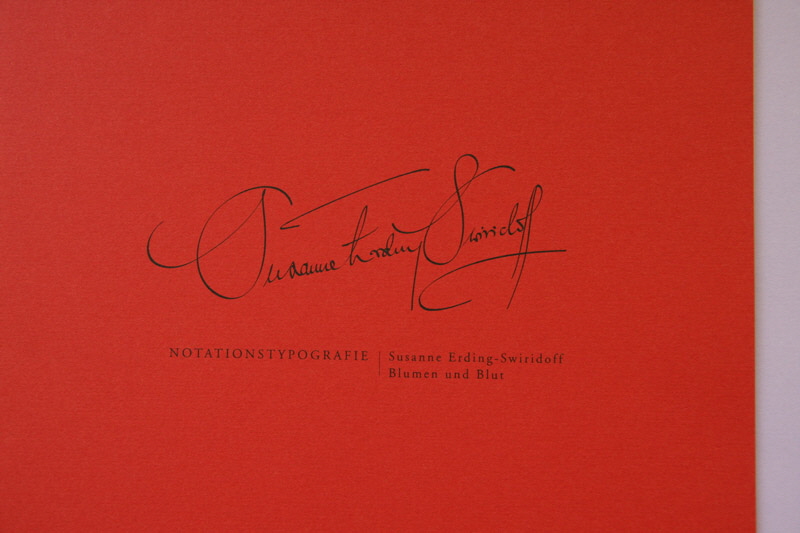 Susanne Erding Swiridoff
NOTATIONSTYPOGRAFIE | Susanne Erding-Swiridoff
Blumen und Blut